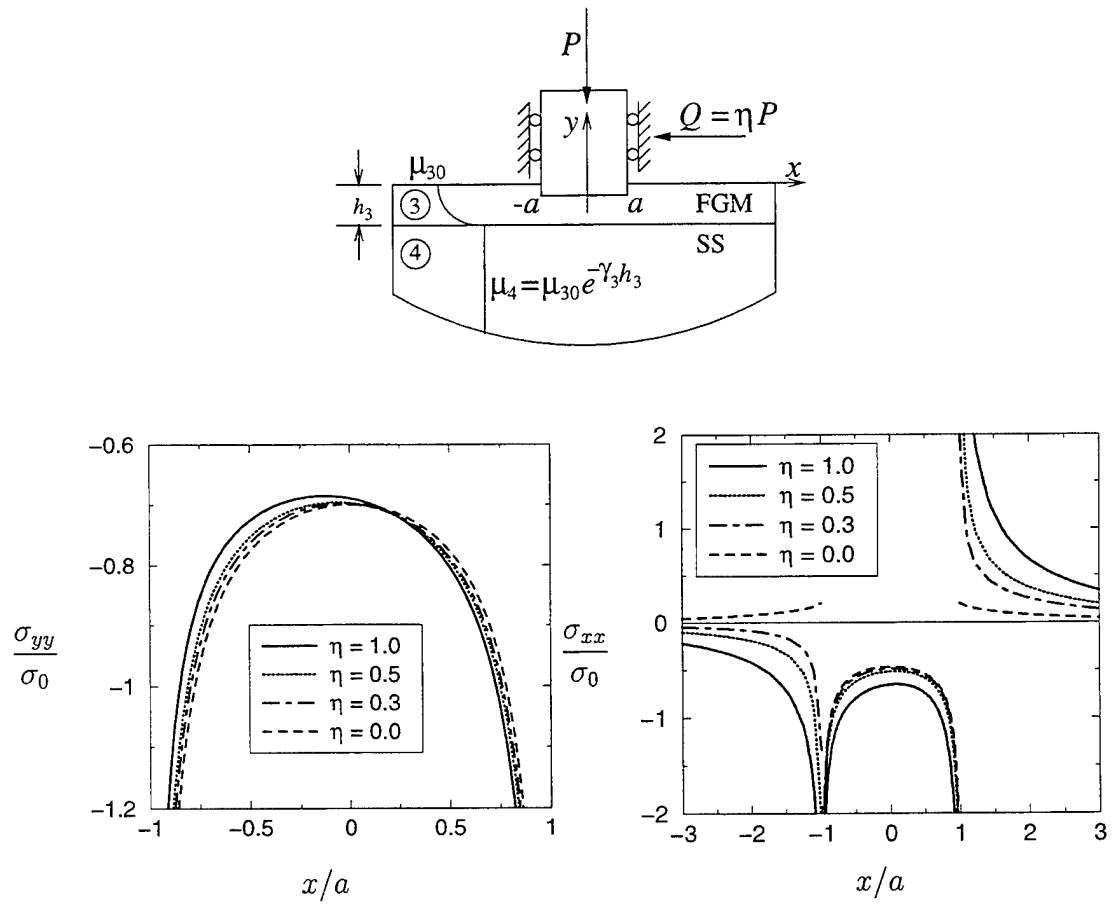 P
y
Q = ηP
μ30
x
h3
3
-a
a
FGM
SS
4
μ4=μ30e^-γ3h3
−0.6
−0.8
−1
−1.2
−1
−0.5
0
0.5
1
σyy
σ0
x/a
η = 1.0
η = 0.5
η = 0.3
η = 0.0
2
1
0
−1
−2
−3
−2
−1
0
1
2
3
σxx
σ0
x/a
η = 1.0
η = 0.5
η = 0.3
η = 0.0